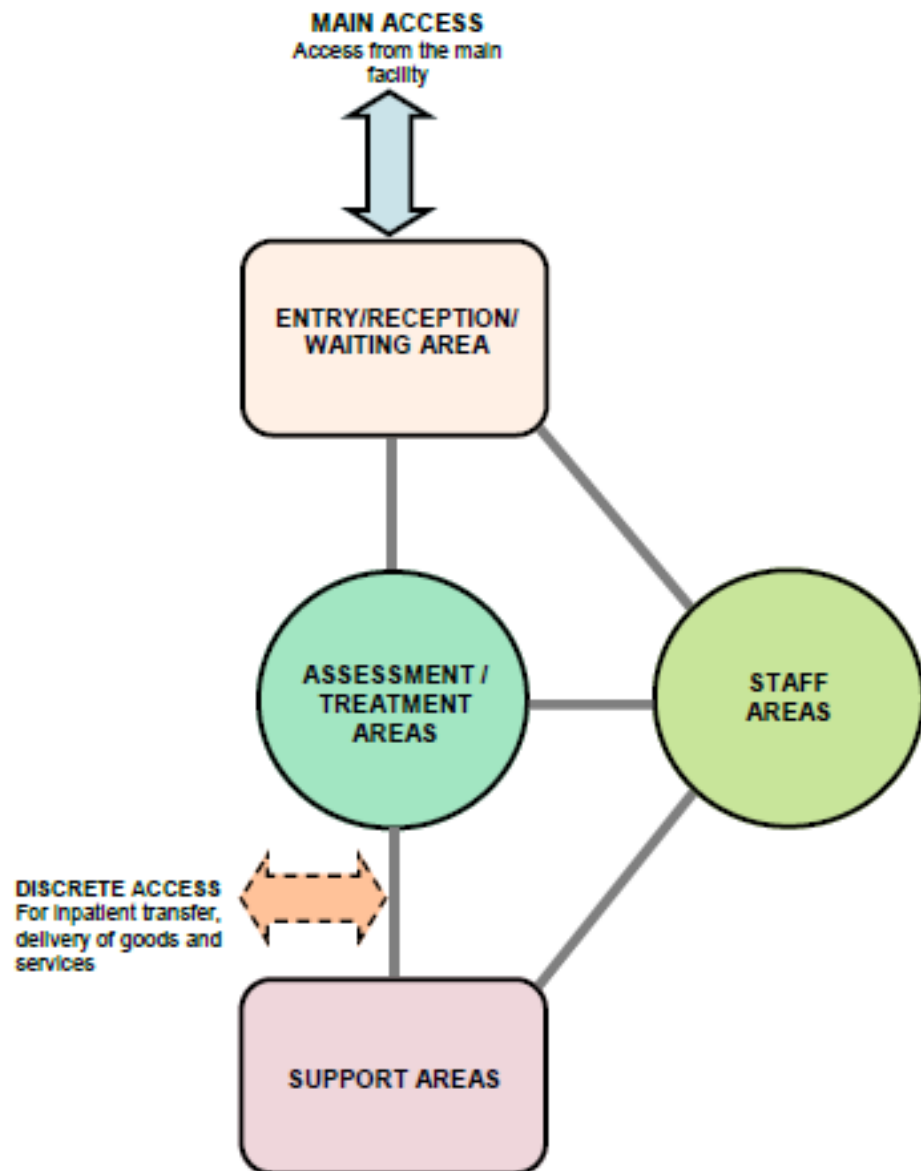 MAIN ACCESS
Access from the main
facility
ENTRY/RECEPTION/
WAITING AREA
ASSESSMENT /
TREATMENT
AREAS
STAFF
AREAS
DISCRETE ACCESS
For inpatient transfer,
delivery of goods and
services
SUPPORT AREAS